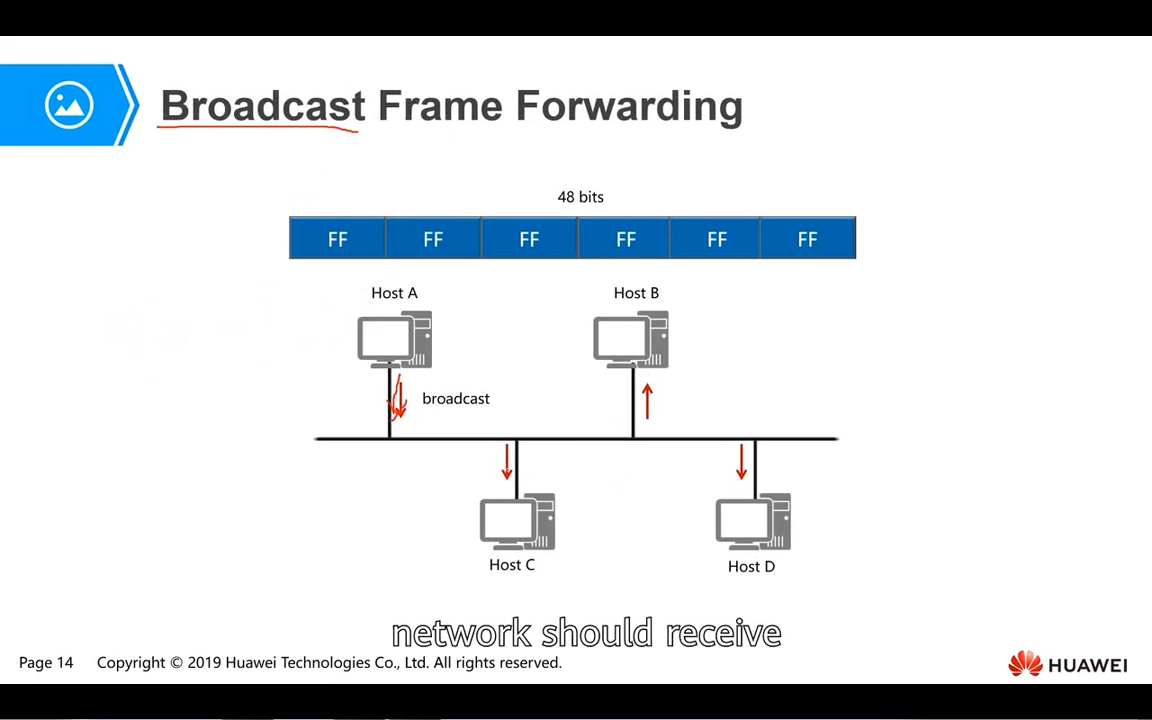 Broadcast Frame Forwarding
48 bits
FF FF FF FF FF FF
Host A Host B
broadcast
Host C Host D
network should receive
Page 14 Copyright © 2019 Huawei Technologies Co., Ltd. All rights reserved. HUAWEI